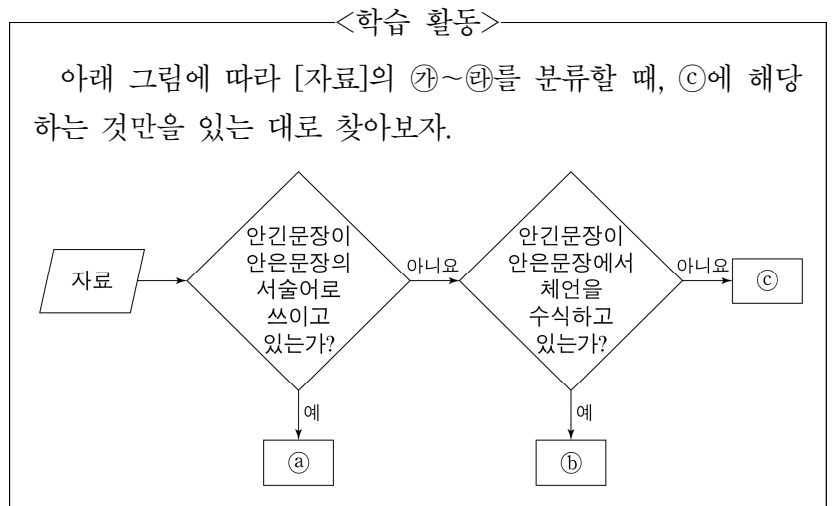 <학습 활동>
아래 그림에 따라 [자료]의 ㉮~㉱를 분류할 때, ⓒ에 해당
하는 것만을 있는 대로 찾아보자.
자료
안긴문장이
안은문장의
서술어로
쓰이고
있는가?
아니요
예
ⓐ
안긴문장이
안은문장에서
체언을
수식하고
있는가?
아니요
예
ⓑ
ⓒ